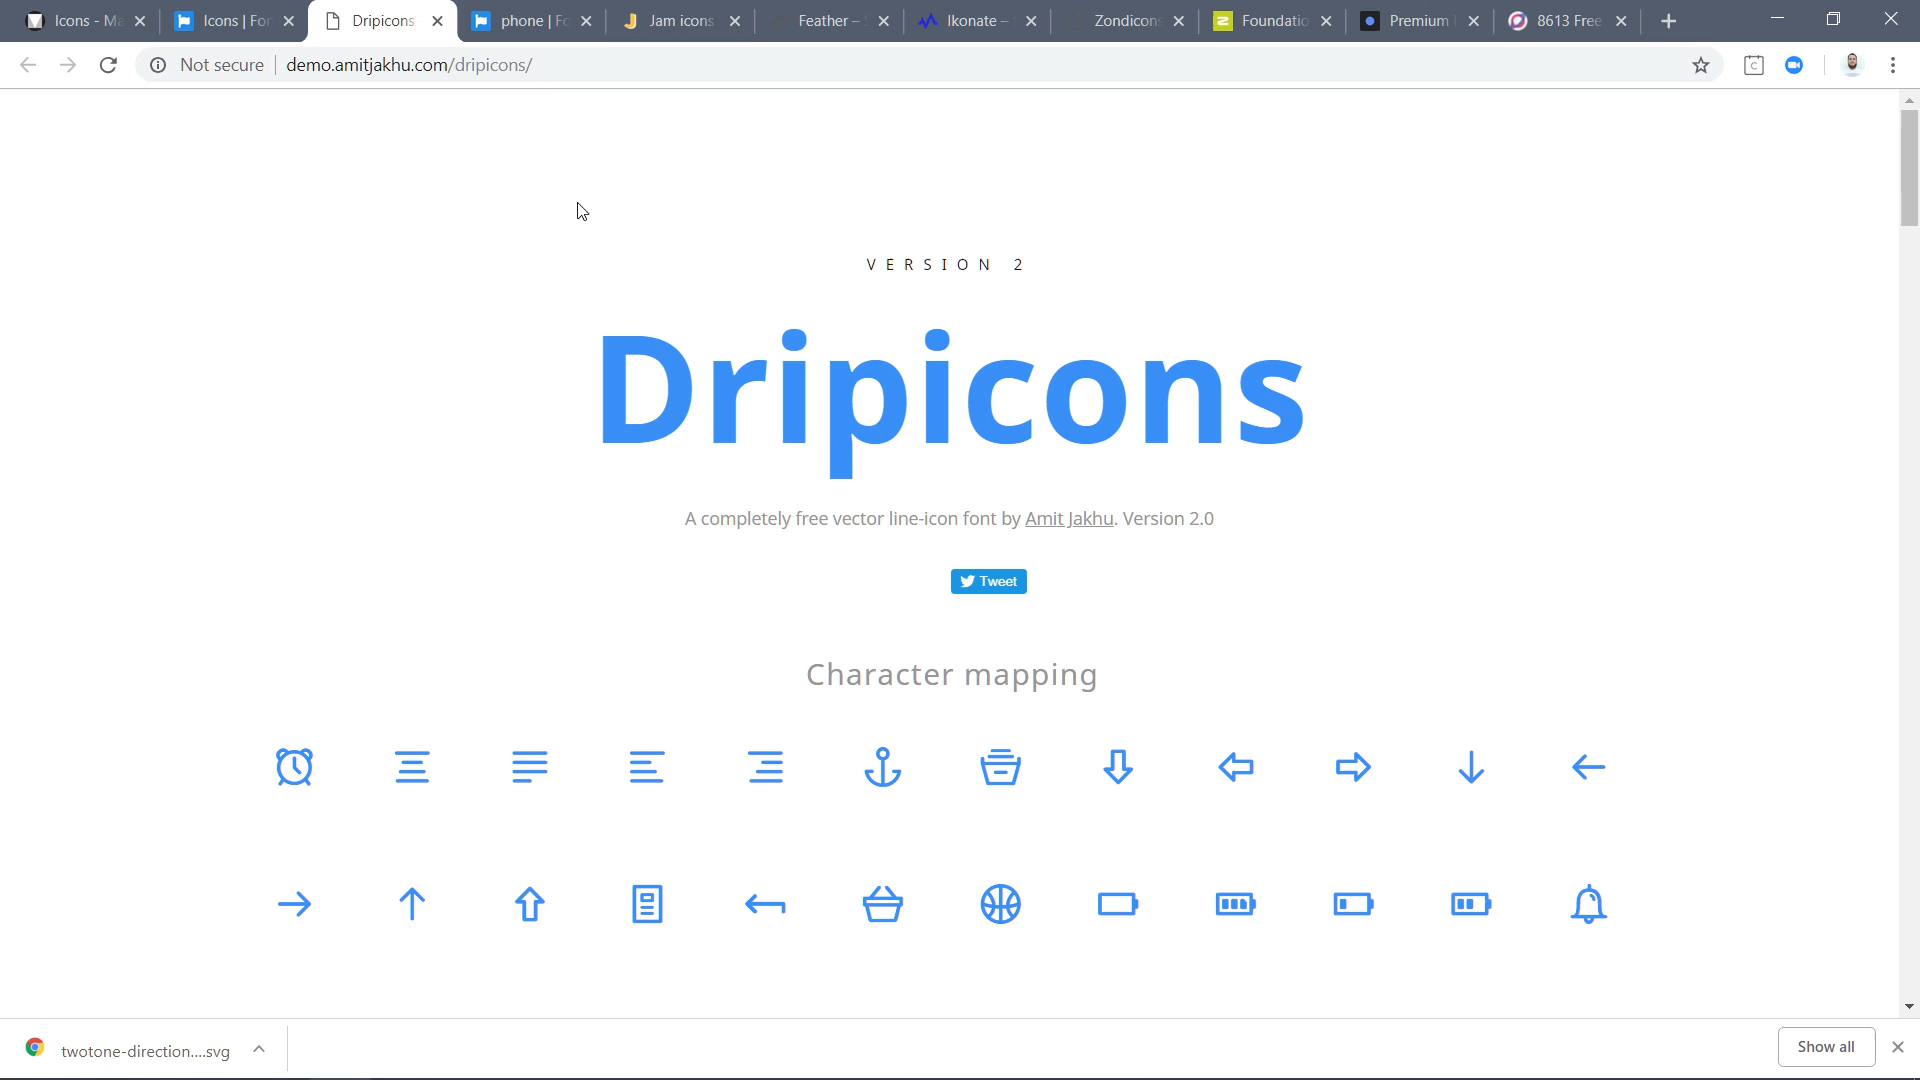 Icons - Ma
Icons | For
Dripicons
phone | Fo
Jam icons
Feather –
Ikonate –
Zondicons
Foundatio
Premium
8613 Free
Not secure
demo.amitjakhu.com/dripicons/
VERSION 2
Dripicons
A completely free vector line-icon font by Amit Jakhu. Version 2.0
Tweet
Character mapping
twotone-direction....svg
Show all